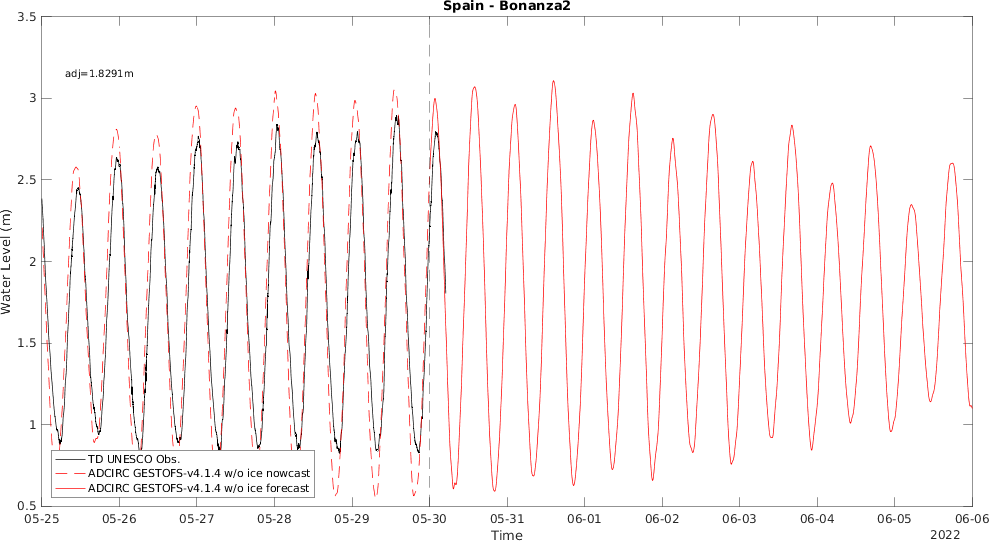 Spain - Bonanza2
3.5
adj=1.8291m
3
2.5
Water Level (m)
2
1.5
1
TD UNESCO Obs.
ADCIRC GESTOFS-v4.1.4 w/o ice nowcast
ADCIRC GESTOFS-v4.1.4 w/o ice forecast
0.5
05-25 05-26 05-27 05-28 05-29 05-30 05-31 06-01 06-02 06-03 06-04 06-05 06-06
Time
2022